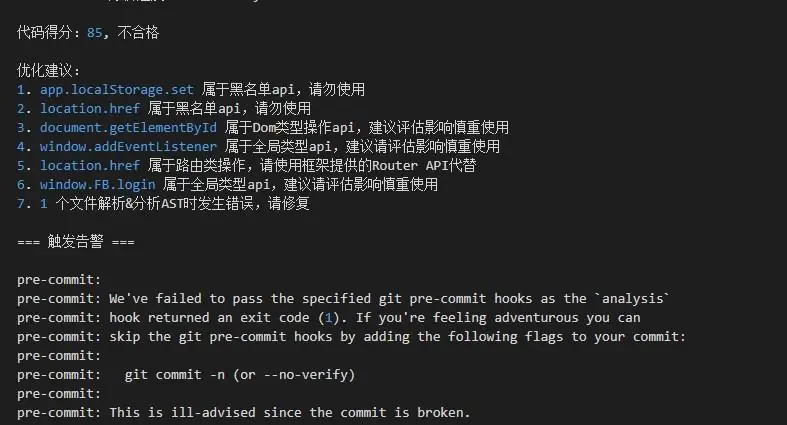 代码得分：85，不合格
优化建议：
1. app.localStorage.set 属于黑名单api，请勿使用
2. location.href 属于黑名单api，请勿使用
3. document.getElementById 属于Dom类型操作api，建议评估影响慎重使用
4. window.addEventListener 属于全局类型api，建议请评估影响慎重使用
5. location.href 属于路由类操作，请使用框架提供的Router API代替
6. window.FB.login 属于全局类型api，建议请评估影响慎重使用
7. 1 个文件解析&分析AST时发生错误，请修复
=== 触发告警 ===
pre-commit:
pre-commit: We've failed to pass the specified git pre-commit hooks as the `analysis`
pre-commit: hook returned an exit code (1). If you're feeling adventurous you can
pre-commit: skip the git pre-commit hooks by adding the following flags to your commit:
pre-commit:
pre-commit:   git commit -n (or --no-verify)
pre-commit:
pre-commit: This is ill-advised since the commit is broken.